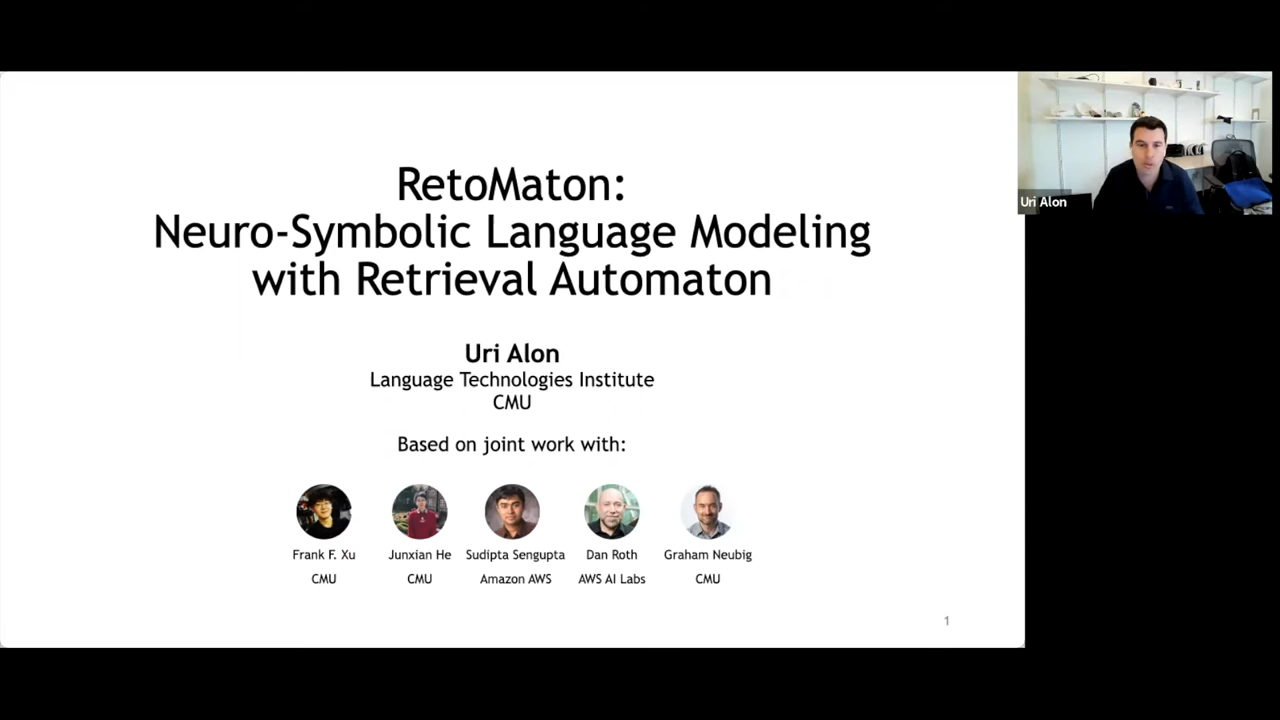 RetoMaton:
Neuro-Symbolic Language Modeling
with Retrieval Automaton
Uri Alon
Language Technologies Institute
CMU
Based on joint work with:
Frank F. Xu
Junxian He
Sudipta Sengupta
Dan Roth
Graham Neubig
CMU
CMU
Amazon AWS
AWS AI Labs
CMU
1
Uri Alon